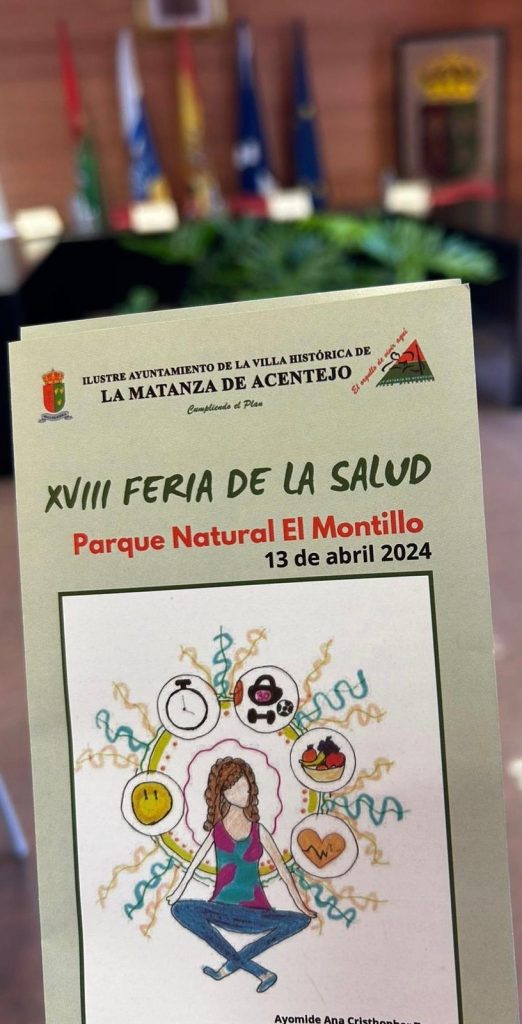 ILUSTRE AYUNTAMIENTO DE LA VILLA HISTÓRICA DE
LA MATANZA DE ACENTEJO
Cumpliendo el Plan
El orgullo de vivir aquí
XVIII FERIA DE LA SALUD
Parque Natural El Montillo
13 de abril 2024
Ayomide Ana Cristhopher